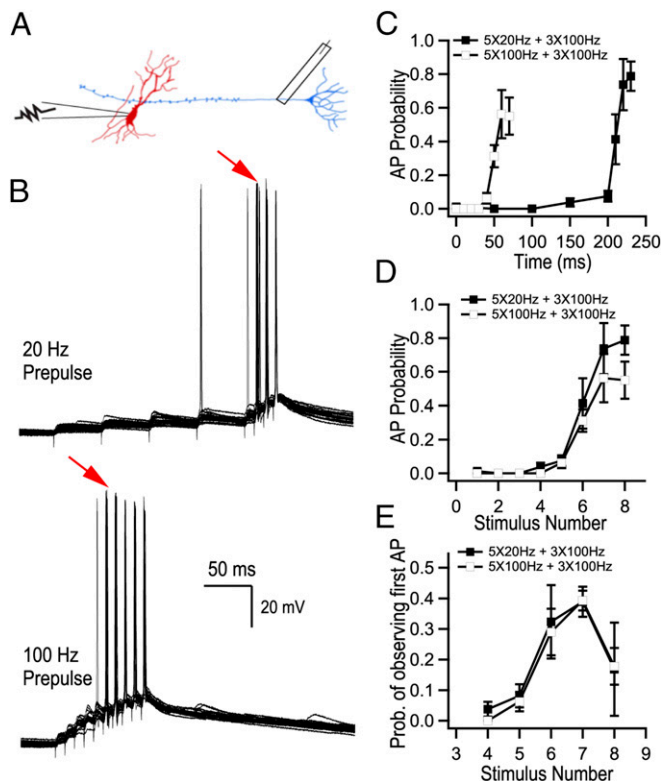 A
B
20 Hz
Prepulse
50 ms
20 mV
100 Hz
Prepulse
C
5X20Hz + 3X100Hz
5X100Hz + 3X100Hz
AP Probability
1.0
0.8
0.6
0.4
0.2
0.0
0 50 100 150 200 250
Time (ms)
D
5X20Hz + 3X100Hz
5X100Hz + 3X100Hz
AP Probability
1.0
0.8
0.6
0.4
0.2
0.0
0 2 4 6 8
Stimulus Number
E
5X20Hz + 3X100Hz
5X100Hz + 3X100Hz
Prob. of observing first AP
0.5
0.4
0.3
0.2
0.1
0.0
3 4 5 6 7 8 9
Stimulus Number